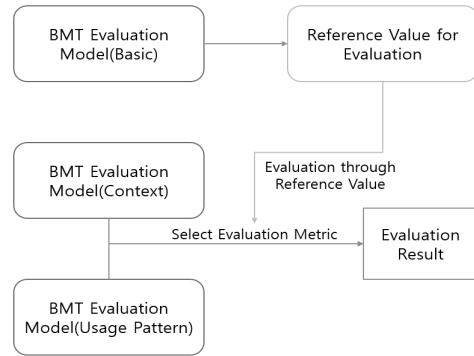 BMT Evaluation
Model(Basic)
Reference Value for
Evaluation
BMT Evaluation
Model(Context)
Evaluation through
Reference Value
Select Evaluation Metric
Evaluation
Result
BMT Evaluation
Model(Usage Pattern)